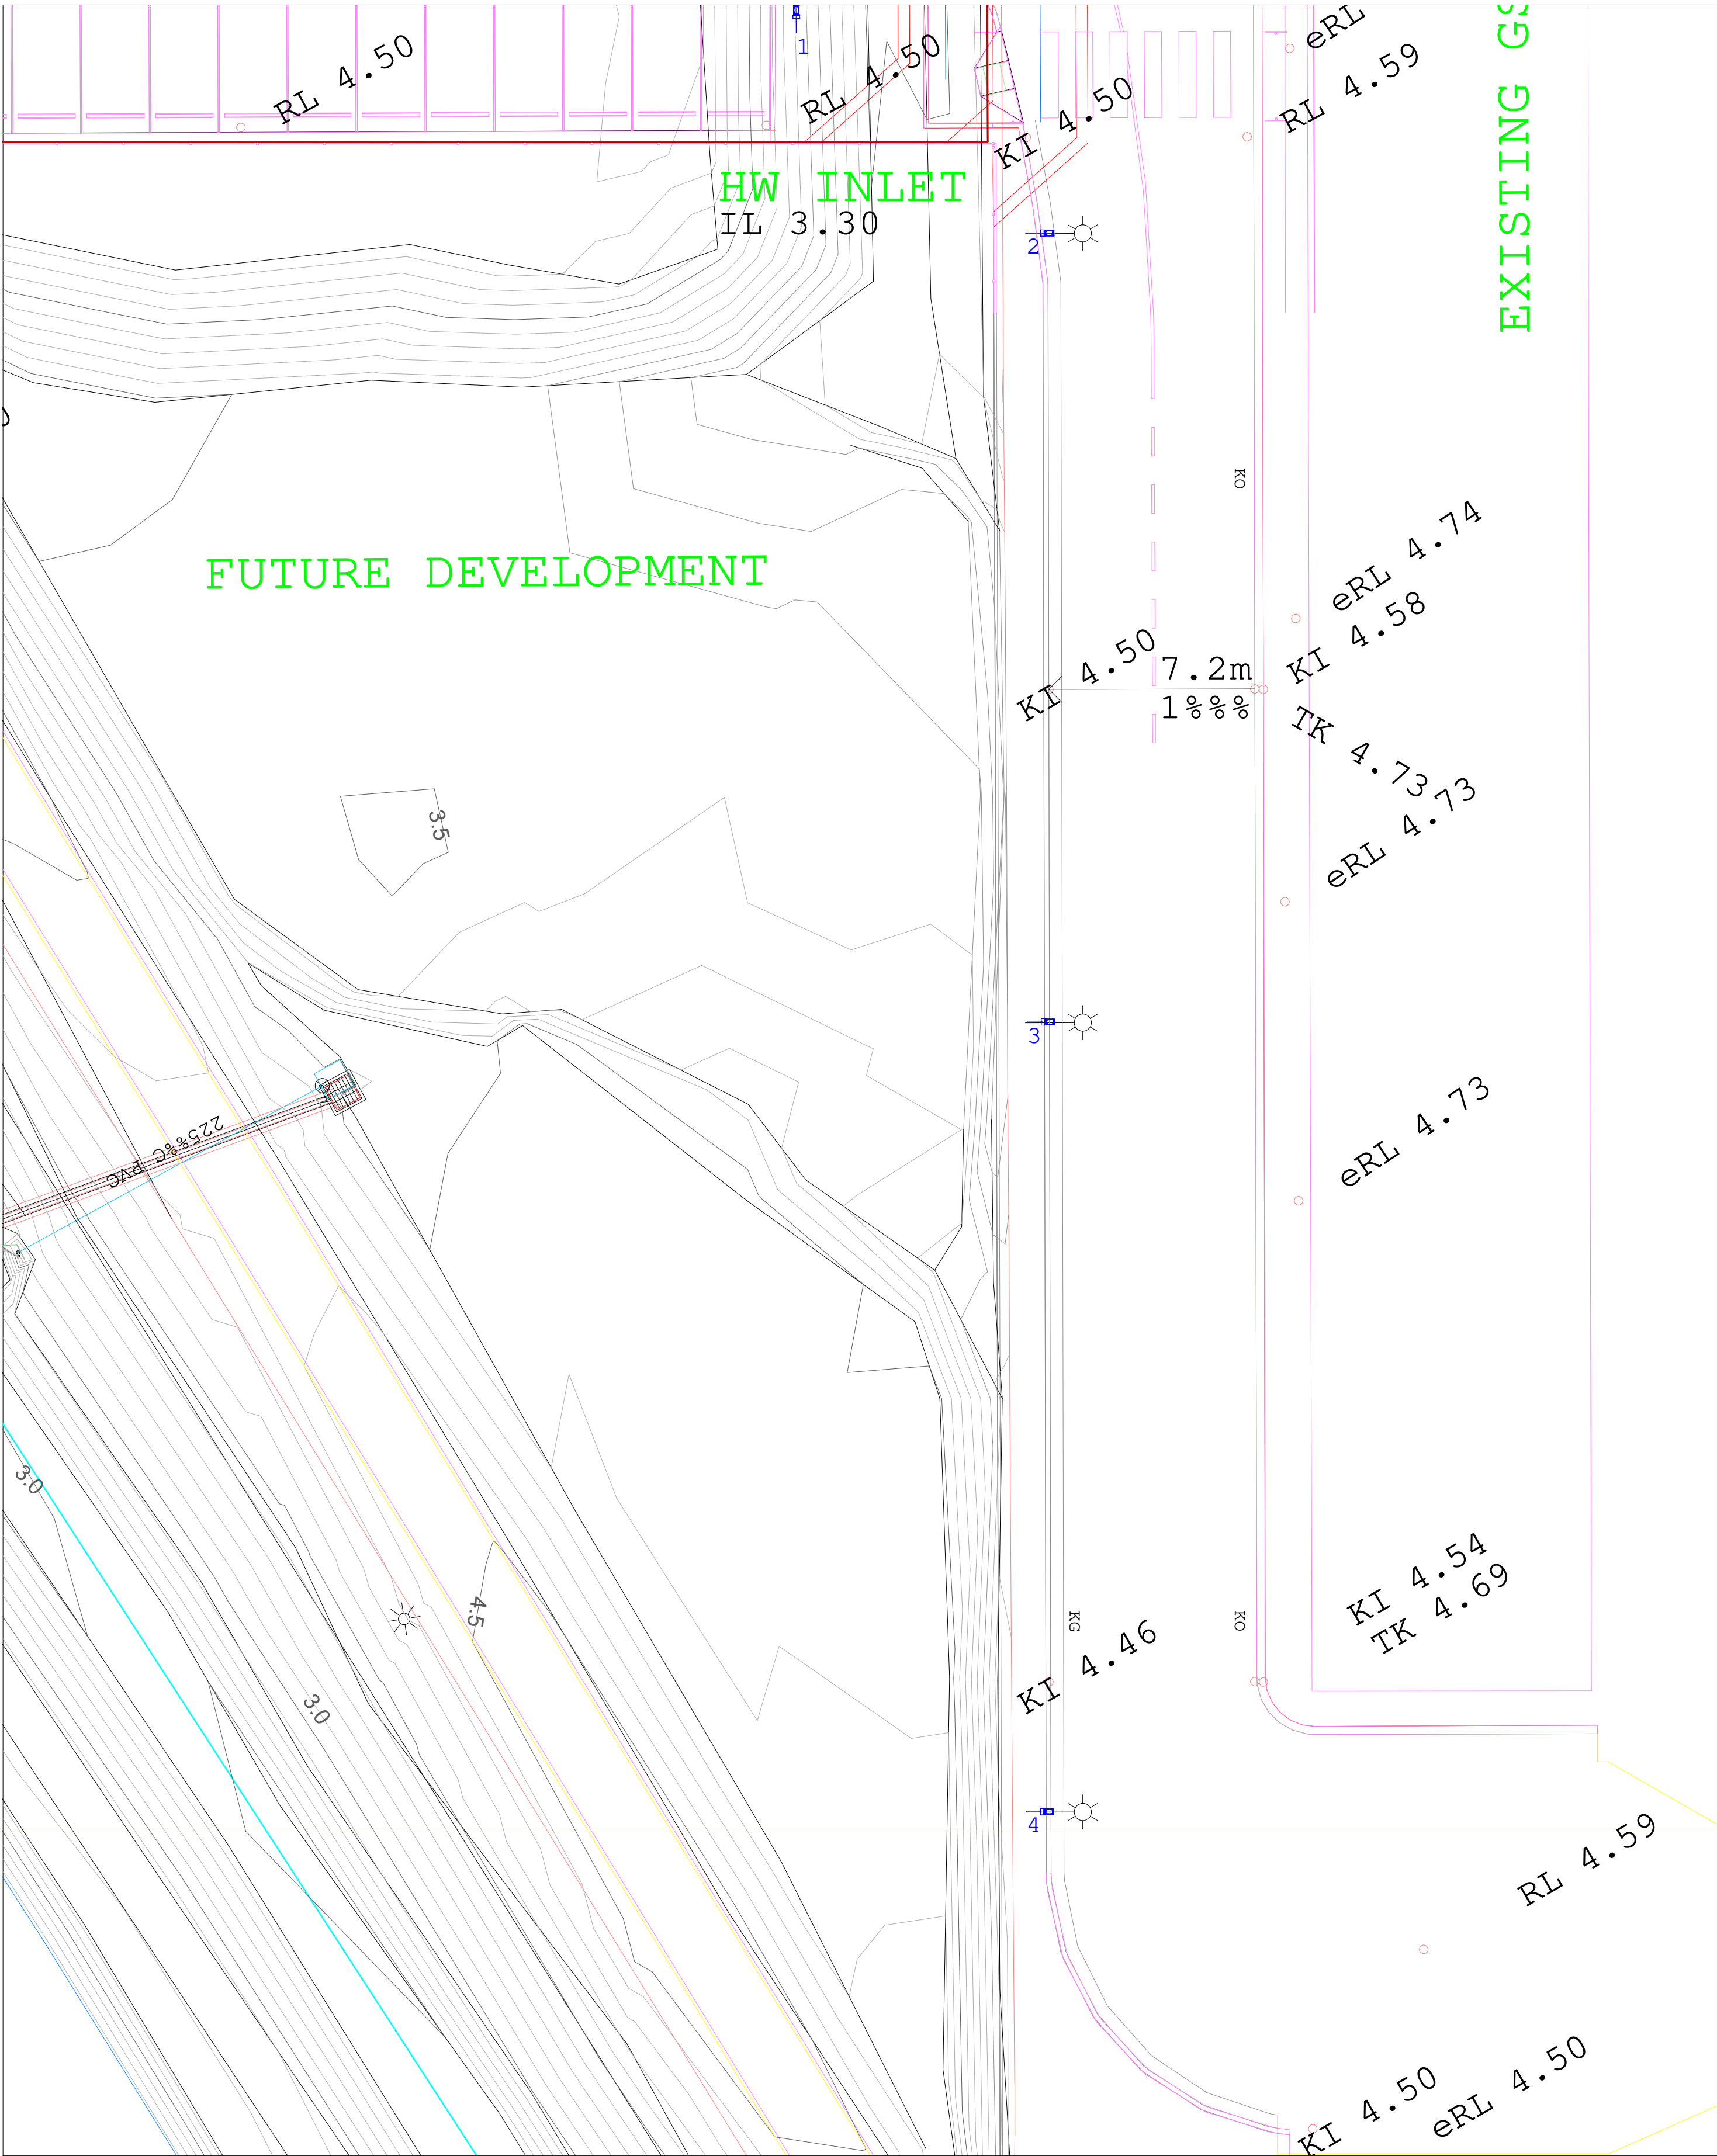 RL 4.50
1
RL 4.50
KI 4.50
eRL
RL 4.59
EXISTING GS
HW INLET
IL 3.30
2
KO
FUTURE DEVELOPMENT
eRL 4.74
KI 4.58
KI 4.50
7.2m
1%%%
TK 4.73
eRL 4.73
3.5
3
225%%C PVC
eRL 4.73
3.0
KI 4.54
TK 4.69
4.5
KG
KO
KI 4.46
3.0
4
RL 4.59
KI 4.50
eRL 4.50